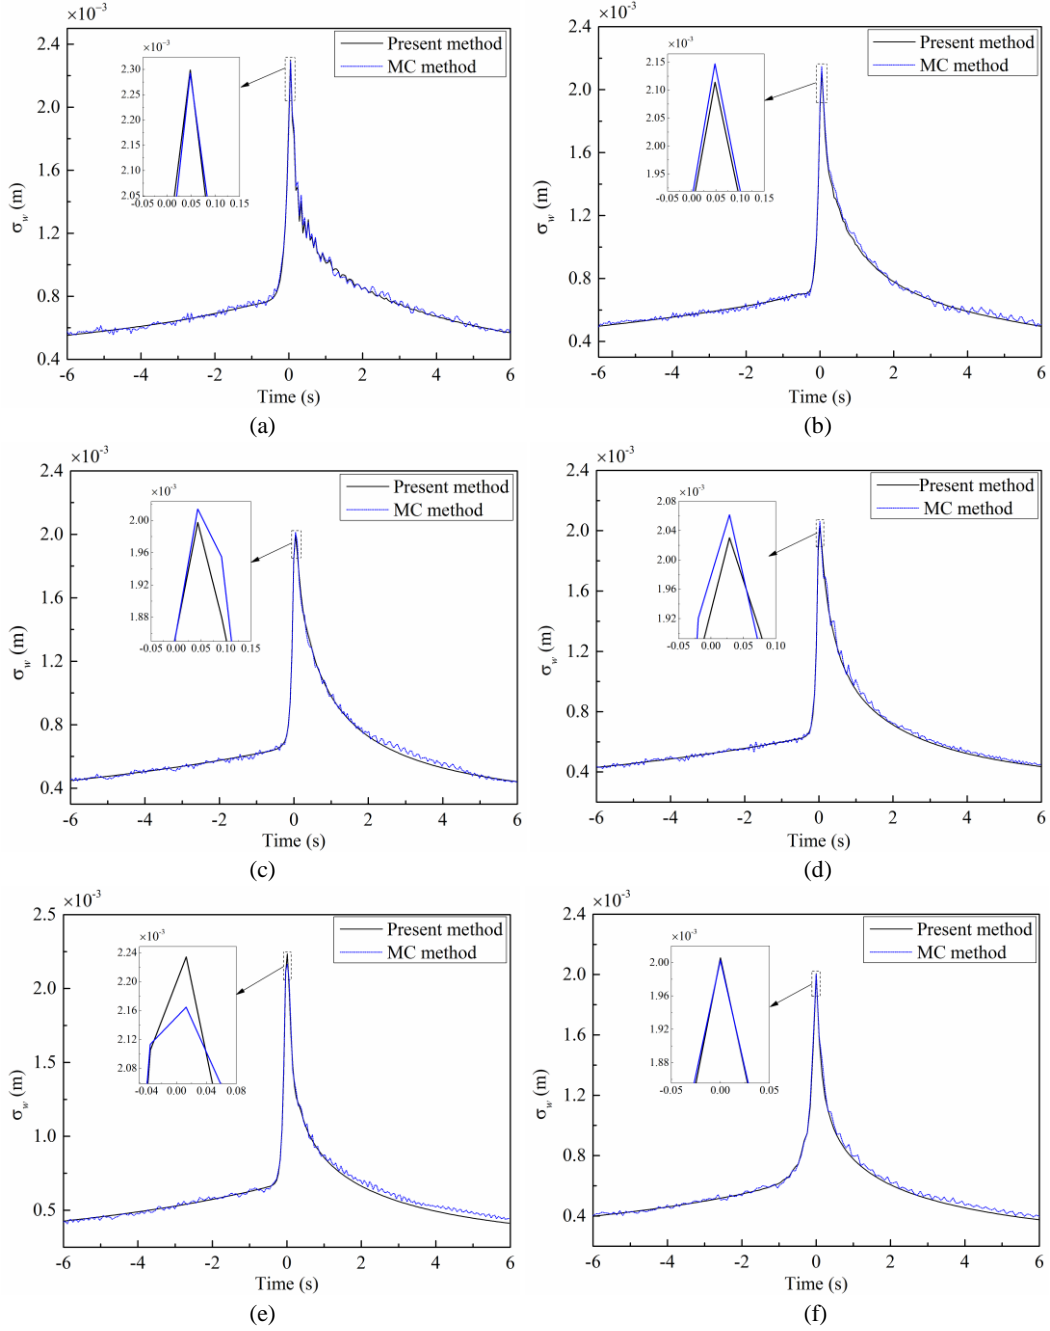 ×10⁻³
2.4
2.0
1.6
1.2
0.8
0.4
σw (m)
Present method
MC method
×10⁻³
2.30
2.25
2.20
2.15
2.10
2.05
-0.05 0.00 0.05 0.10 0.15
-6 -4 -2 0 2 4 6
Time (s)
(a)
×10⁻³
2.4
2.0
1.6
1.2
0.8
0.4
σw (m)
Present method
MC method
×10⁻³
2.15
2.10
2.05
2.00
1.95
-0.05 0.00 0.05 0.10 0.15
-6 -4 -2 0 2 4 6
Time (s)
(b)
×10⁻³
2.4
2.0
1.6
1.2
0.8
0.4
σw (m)
Present method
MC method
×10⁻³
2.00
1.96
1.92
1.88
0.00 0.05 0.10 0.15
-6 -4 -2 0 2 4 6
Time (s)
(c)
×10⁻³
2.4
2.0
1.6
1.2
0.8
0.4
σw (m)
Present method
MC method
×10⁻³
2.08
2.04
2.00
1.96
1.92
-0.05 0.00 0.05 0.10
-6 -4 -2 0 2 4 6
Time (s)
(d)
×10⁻³
2.5
2.0
1.5
1.0
0.5
σw (m)
Present method
MC method
×10⁻³
2.24
2.20
2.16
2.12
2.08
-0.04 0.00 0.04 0.08
-6 -4 -2 0 2 4 6
Time (s)
(e)
×10⁻³
2.4
2.0
1.6
1.2
0.8
0.4
σw (m)
Present method
MC method
×10⁻³
2.00
1.96
1.92
1.88
-0.05 0.00 0.05
-6 -4 -2 0 2 4 6
Time (s)
(f)